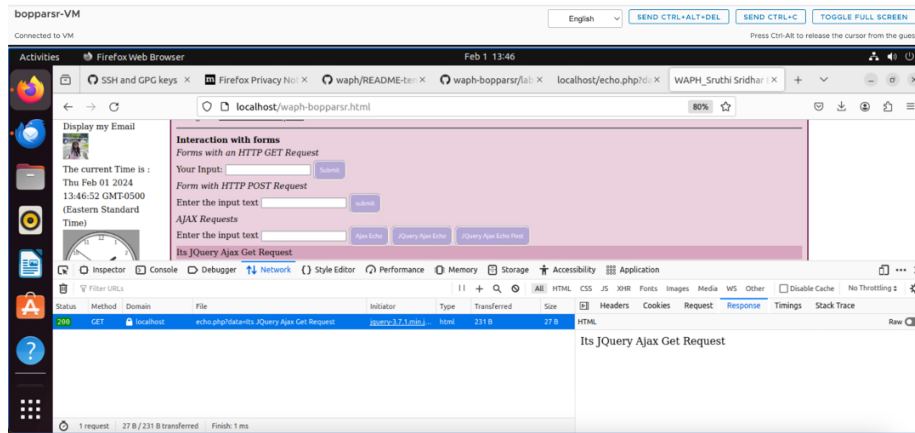 bopparsr-VM
English
SEND CTRL+ALT+DEL
SEND CTRL+C
TOGGLE FULL SCREEN
Connected to VM
Press Ctrl-Alt to release the cursor from the gues
Activities
Firefox Web Browser
Feb 1 13:46
SSH and GPG keys
Firefox Privacy No
waph/README-ter
waph-bopparsr/lab
localhost/echo.php?da
WAPH_Sruthi Sridhar
localhost/waph-bopparsr.html
80%
Display my Email
The current Time is :
Thu Feb 01 2024
13:46:52 GMT-0500
(Eastern Standard
Time)
Interaction with forms
Forms with an HTTP GET Request
Your Input:
Submit
Form with HTTP POST Request
Enter the input text
submit
AJAX Requests
Enter the input text
Ajax Echo
JQuery Ajax Echo
JQuery Ajax Echo Post
Its JQuery Ajax Get Request
Inspector
Console
Debugger
Network
Style Editor
Performance
Memory
Storage
Accessibility
Application
Filter URLs
All
HTML
CSS
JS
XHR
Fonts
Images
Media
WS
Other
Disable Cache
No Throttling
Status
Method
Domain
File
Initiator
Type
Transferred
Size
Headers
Cookies
Request
Response
Timings
Stack Trace
200
GET
localhost
echo.php?data=Its JQuery Ajax Get Request
jquery-3.7.1.min.j...
html
231 B
27 B
HTML
Raw
Its JQuery Ajax Get Request
1 request
27 B / 231 B transferred
Finish: 1 ms